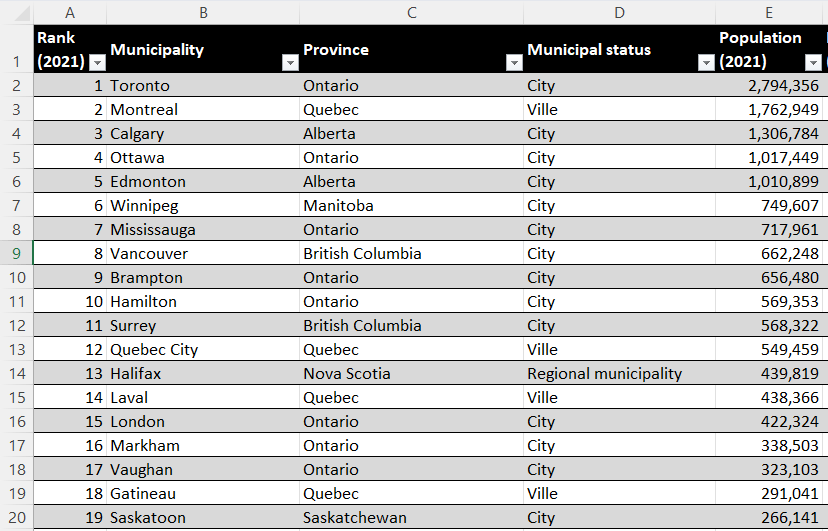 A B C D E
1 Rank (2021) Municipality Province Municipal status Population (2021)
2 1 Toronto Ontario City 2,794,356
3 2 Montreal Quebec Ville 1,762,949
4 3 Calgary Alberta City 1,306,784
5 4 Ottawa Ontario City 1,017,449
6 5 Edmonton Alberta City 1,010,899
7 6 Winnipeg Manitoba City 749,607
8 7 Mississauga Ontario City 717,961
9 8 Vancouver British Columbia City 662,248
10 9 Brampton Ontario City 656,480
11 10 Hamilton Ontario City 569,353
12 11 Surrey British Columbia City 568,322
13 12 Quebec City Quebec Ville 549,459
14 13 Halifax Nova Scotia Regional municipality 439,819
15 14 Laval Quebec Ville 438,366
16 15 London Ontario City 422,324
17 16 Markham Ontario City 338,503
18 17 Vaughan Ontario City 323,103
19 18 Gatineau Quebec Ville 291,041
20 19 Saskatoon Saskatchewan City 266,141